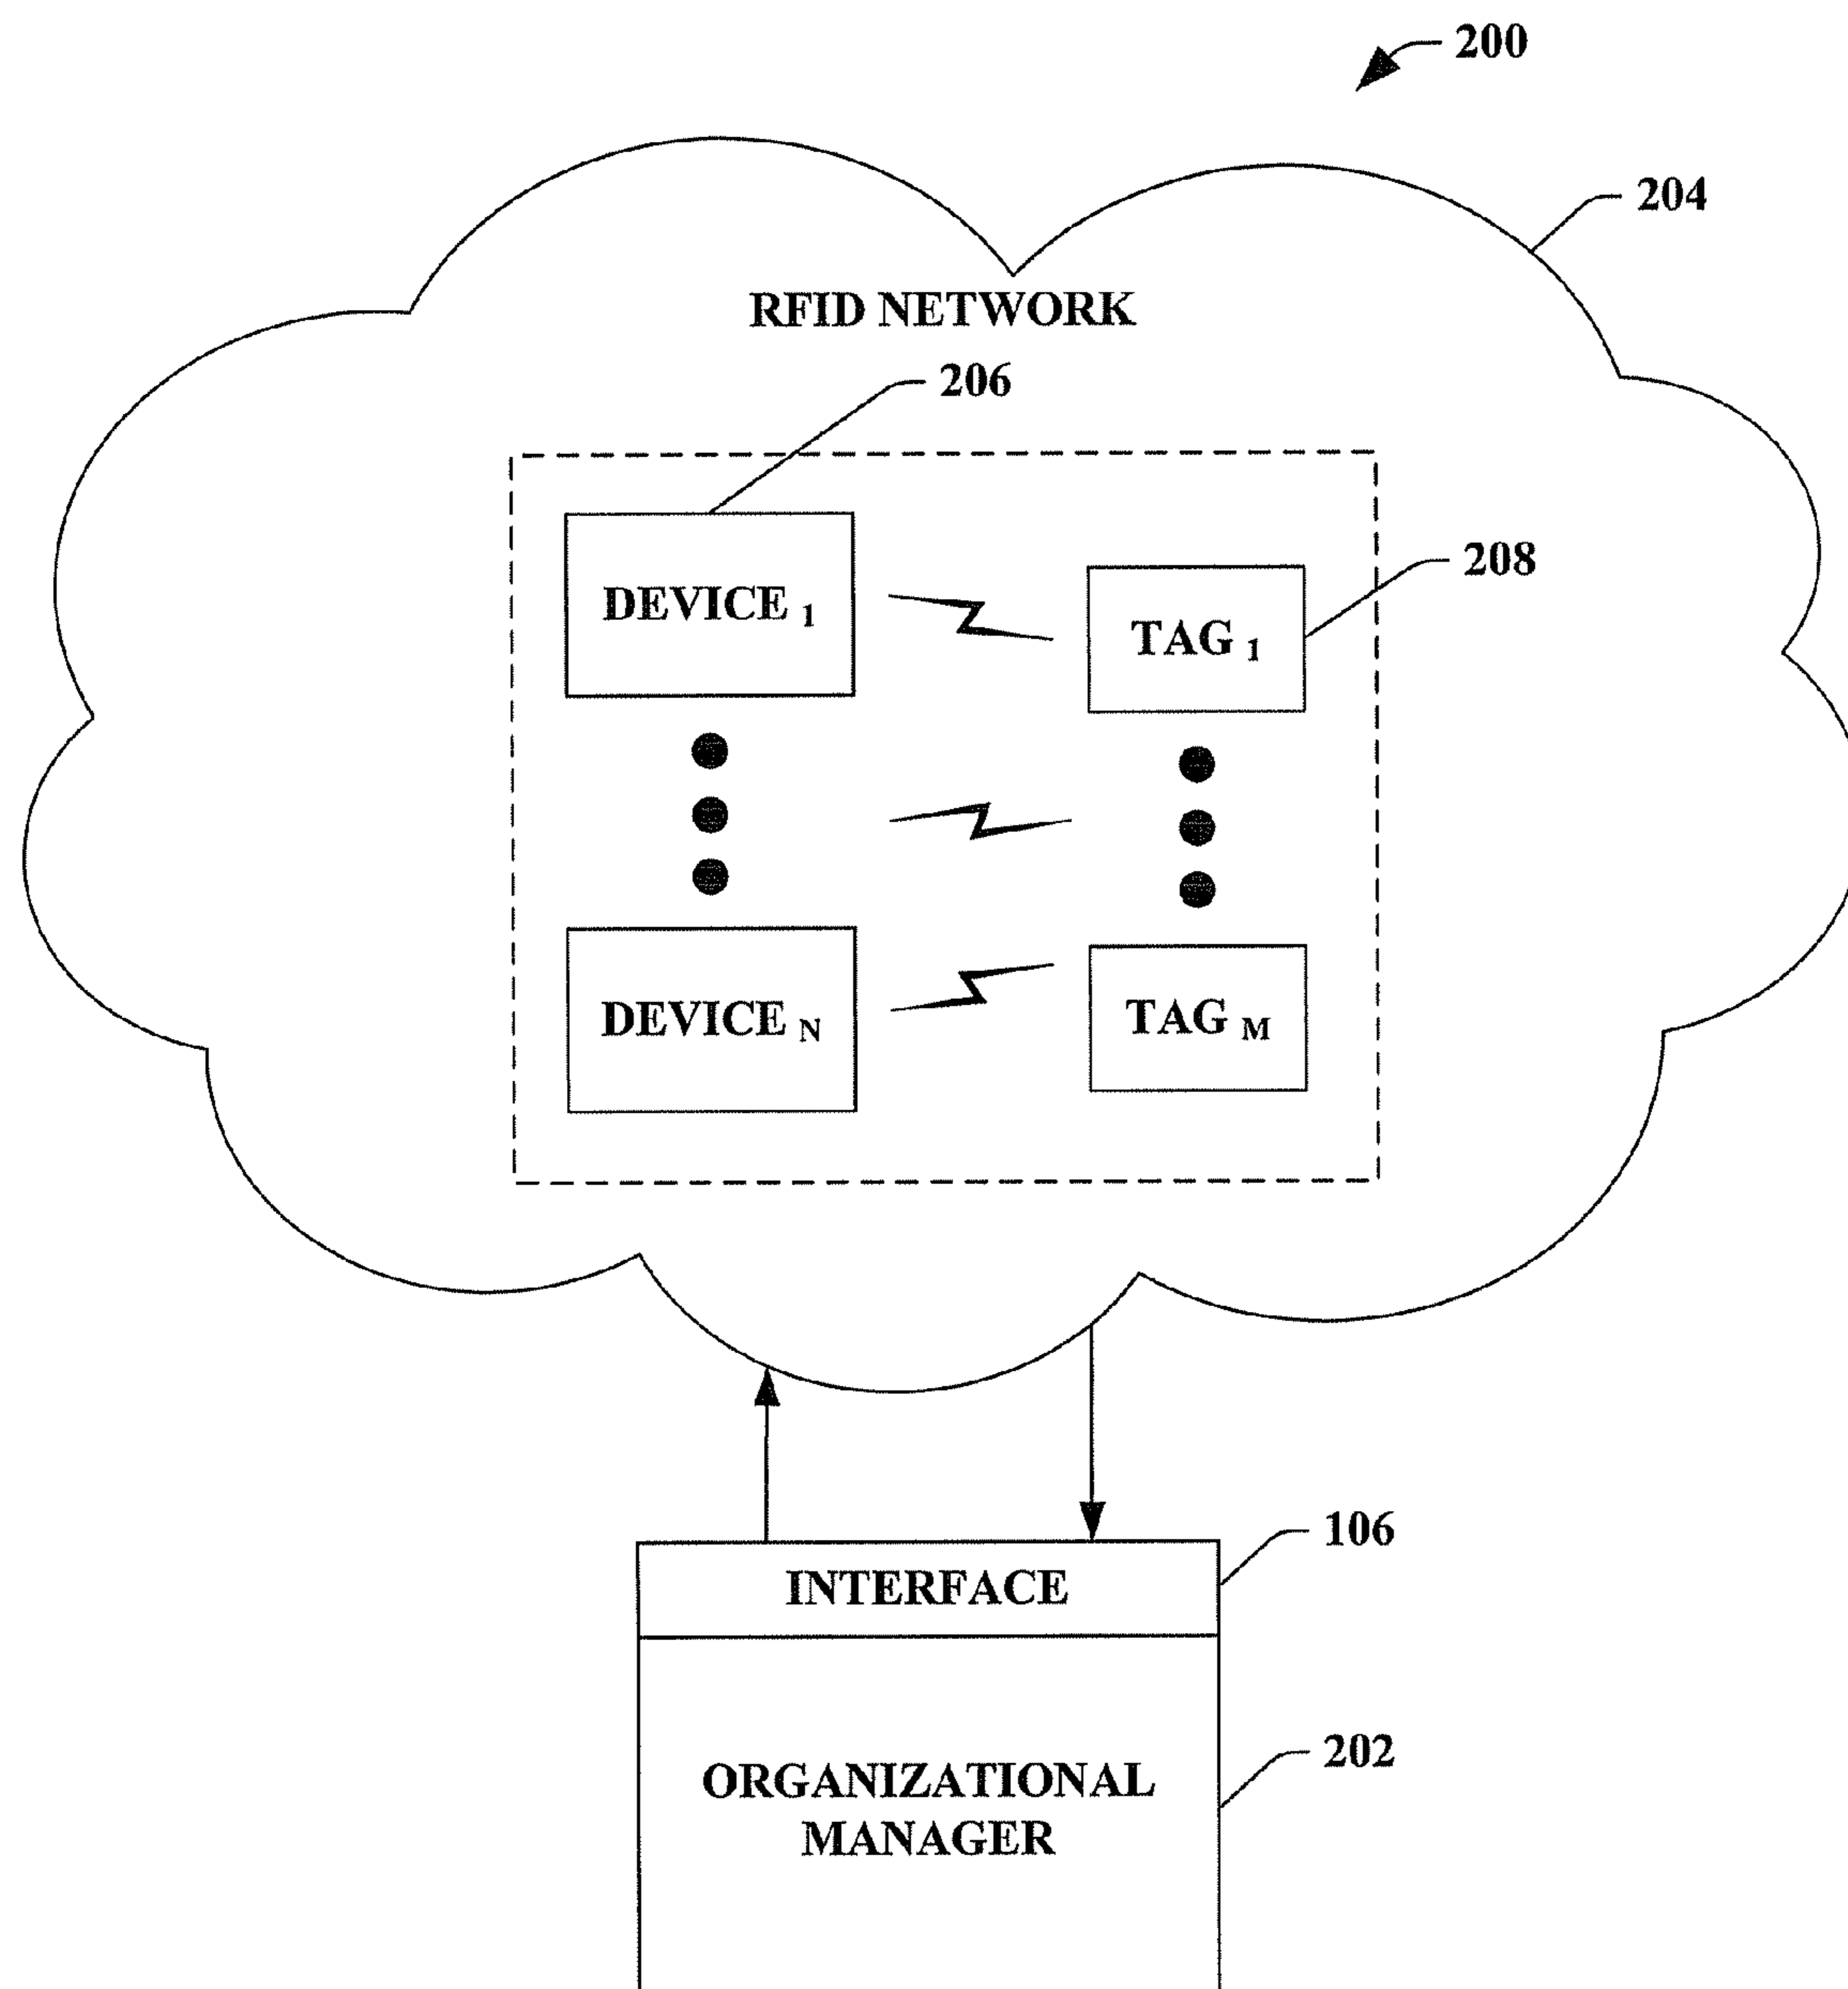 200
204
RFID NETWORK
206
208
DEVICE 1
TAG 1
DEVICE N
TAG M
106
INTERFACE
202
ORGANIZATIONAL
MANAGER